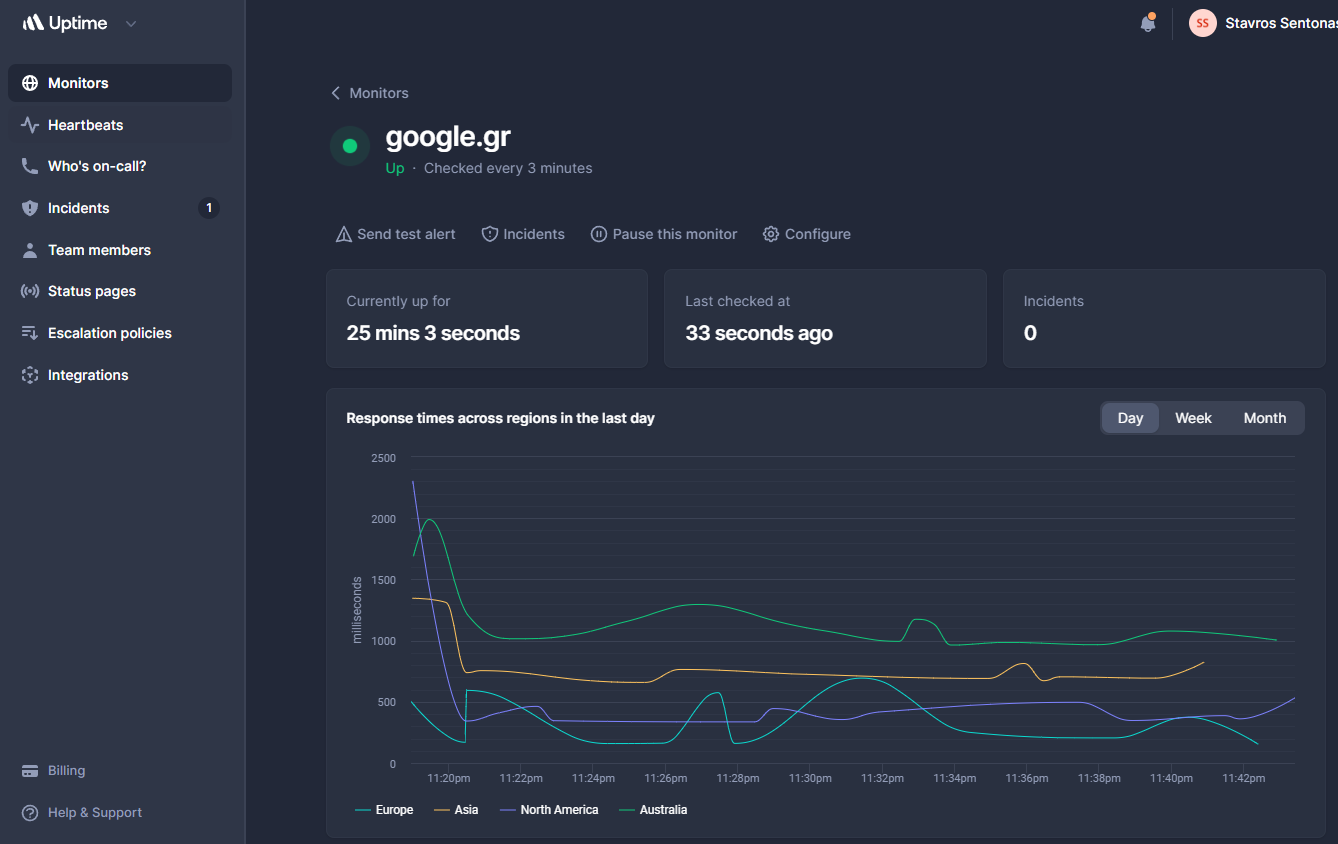 Uptime
Stavros Sentonas
Monitors
Heartbeats
Who's on-call?
Incidents 1
Team members
Status pages
Escalation policies
Integrations
Billing
Help & Support
Monitors
google.gr
Up · Checked every 3 minutes
Send test alert Incidents Pause this monitor Configure
Currently up for
25 mins 3 seconds
Last checked at
33 seconds ago
Incidents
0
Response times across regions in the last day
Day Week Month
milliseconds
2500
2000
1500
1000
500
0
11:20pm 11:22pm 11:24pm 11:26pm 11:28pm 11:30pm 11:32pm 11:34pm 11:36pm 11:38pm 11:40pm 11:42pm
Europe Asia North America Australia
SS